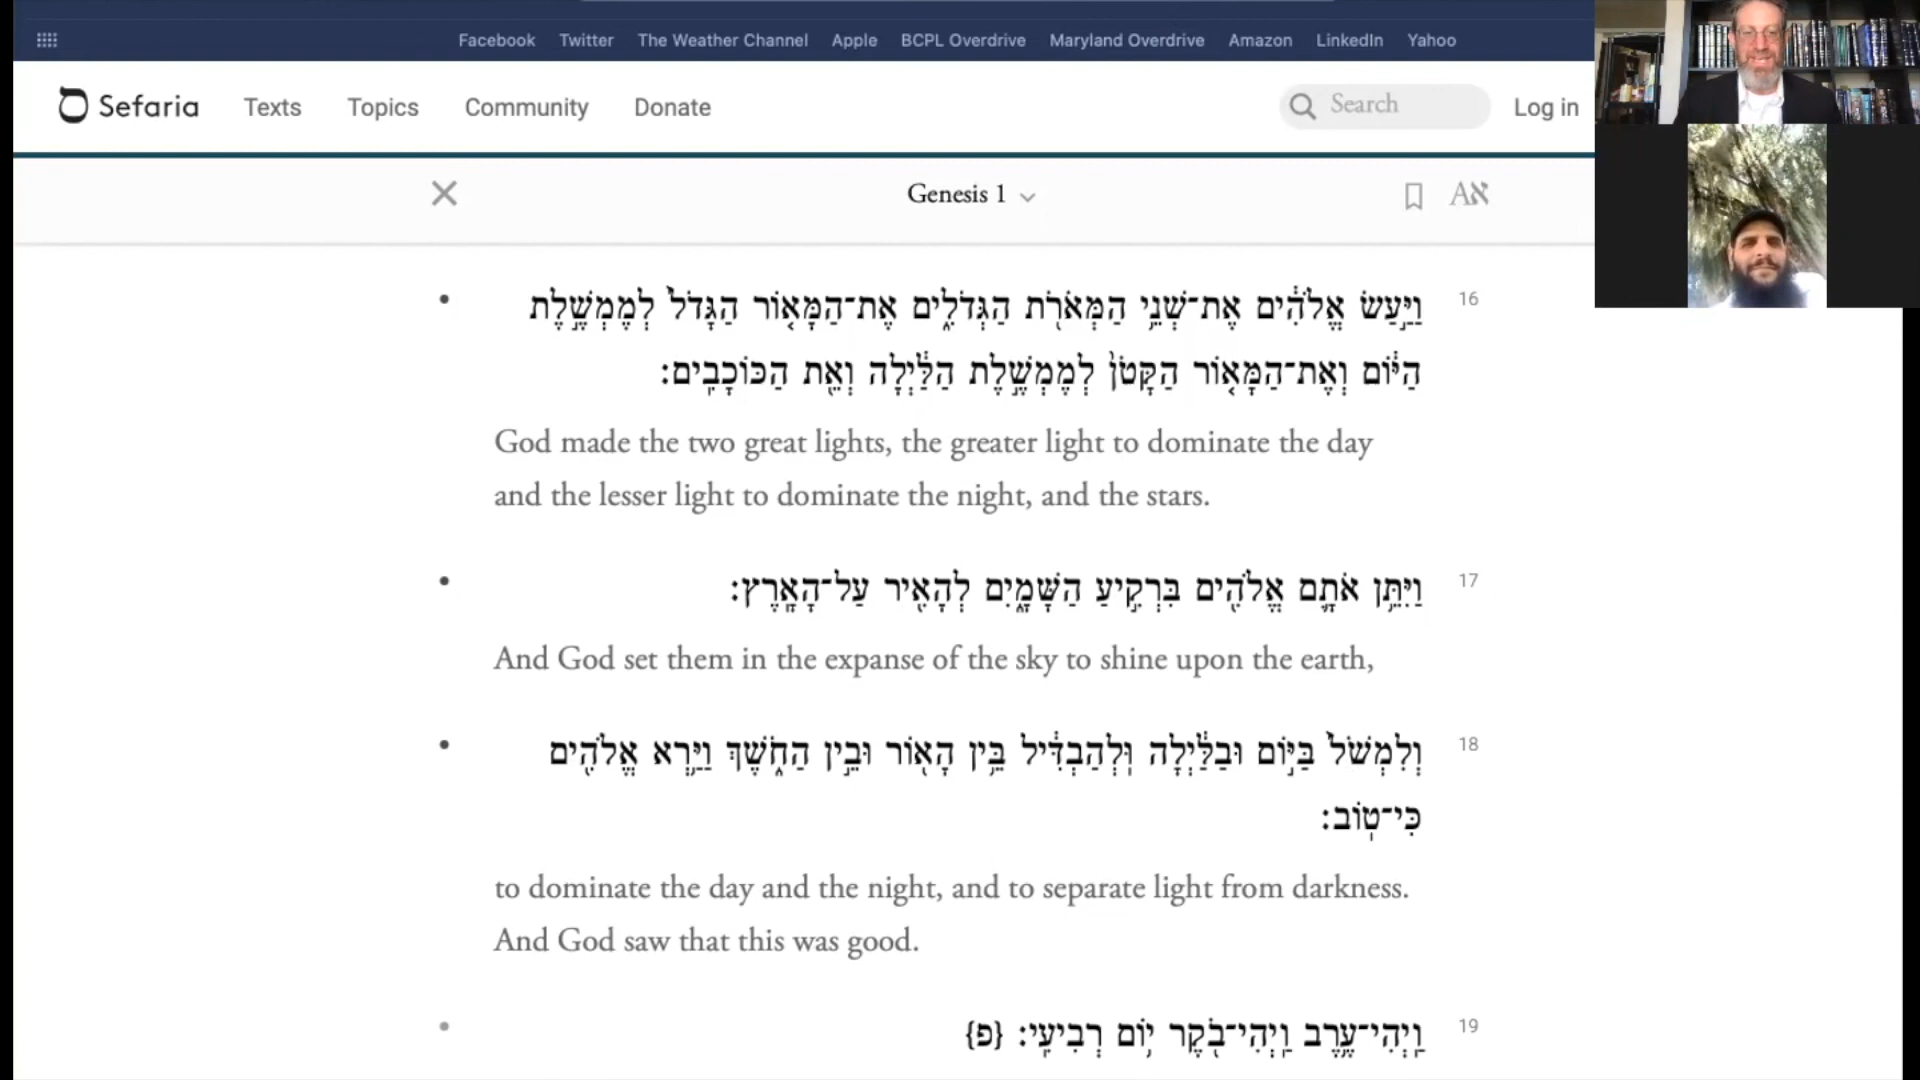 Facebook Twitter The Weather Channel Apple BCPL Overdrive Maryland Overdrive Amazon LinkedIn Yahoo
Sefaria Texts Topics Community Donate Search Log in
Genesis 1 Aא
16 וַיַּ֣עַשׂ אֱלֹהִ֔ים אֶת־שְׁנֵ֥י הַמְּאֹרֹ֖ת הַגְּדֹלִ֑ים אֶת־הַמָּא֤וֹר הַגָּדֹל֙ לְמֶמְשֶׁ֣לֶת
הַיּ֔וֹם וְאֶת־הַמָּא֤וֹר הַקָּטֹן֙ לְמֶמְשֶׁ֣לֶת הַלַּ֔יְלָה וְאֵ֖ת הַכּוֹכָבִֽים׃
God made the two great lights, the greater light to dominate the day
and the lesser light to dominate the night, and the stars.
17 וַיִּתֵּ֥ן אֹתָ֛ם אֱלֹהִ֖ים בִּרְקִ֣יעַ הַשָּׁמָ֑יִם לְהָאִ֖יר עַל־הָאָֽרֶץ׃
And God set them in the expanse of the sky to shine upon the earth,
18 וְלִמְשֹׁל֙ בַּיּ֣וֹם וּבַלַּ֔יְלָה וּֽלְהַבְדִּ֔יל בֵּ֥ין הָא֖וֹר וּבֵ֣ין הַחֹ֑שֶׁךְ וַיַּ֥רְא אֱלֹהִ֖ים
כִּי־טֽוֹב׃
to dominate the day and the night, and to separate light from darkness.
And God saw that this was good.
19 וַֽיְהִי־עֶ֥רֶב וַֽיְהִי־בֹ֖קֶר י֥וֹם רְבִיעִֽי׃ {פ}